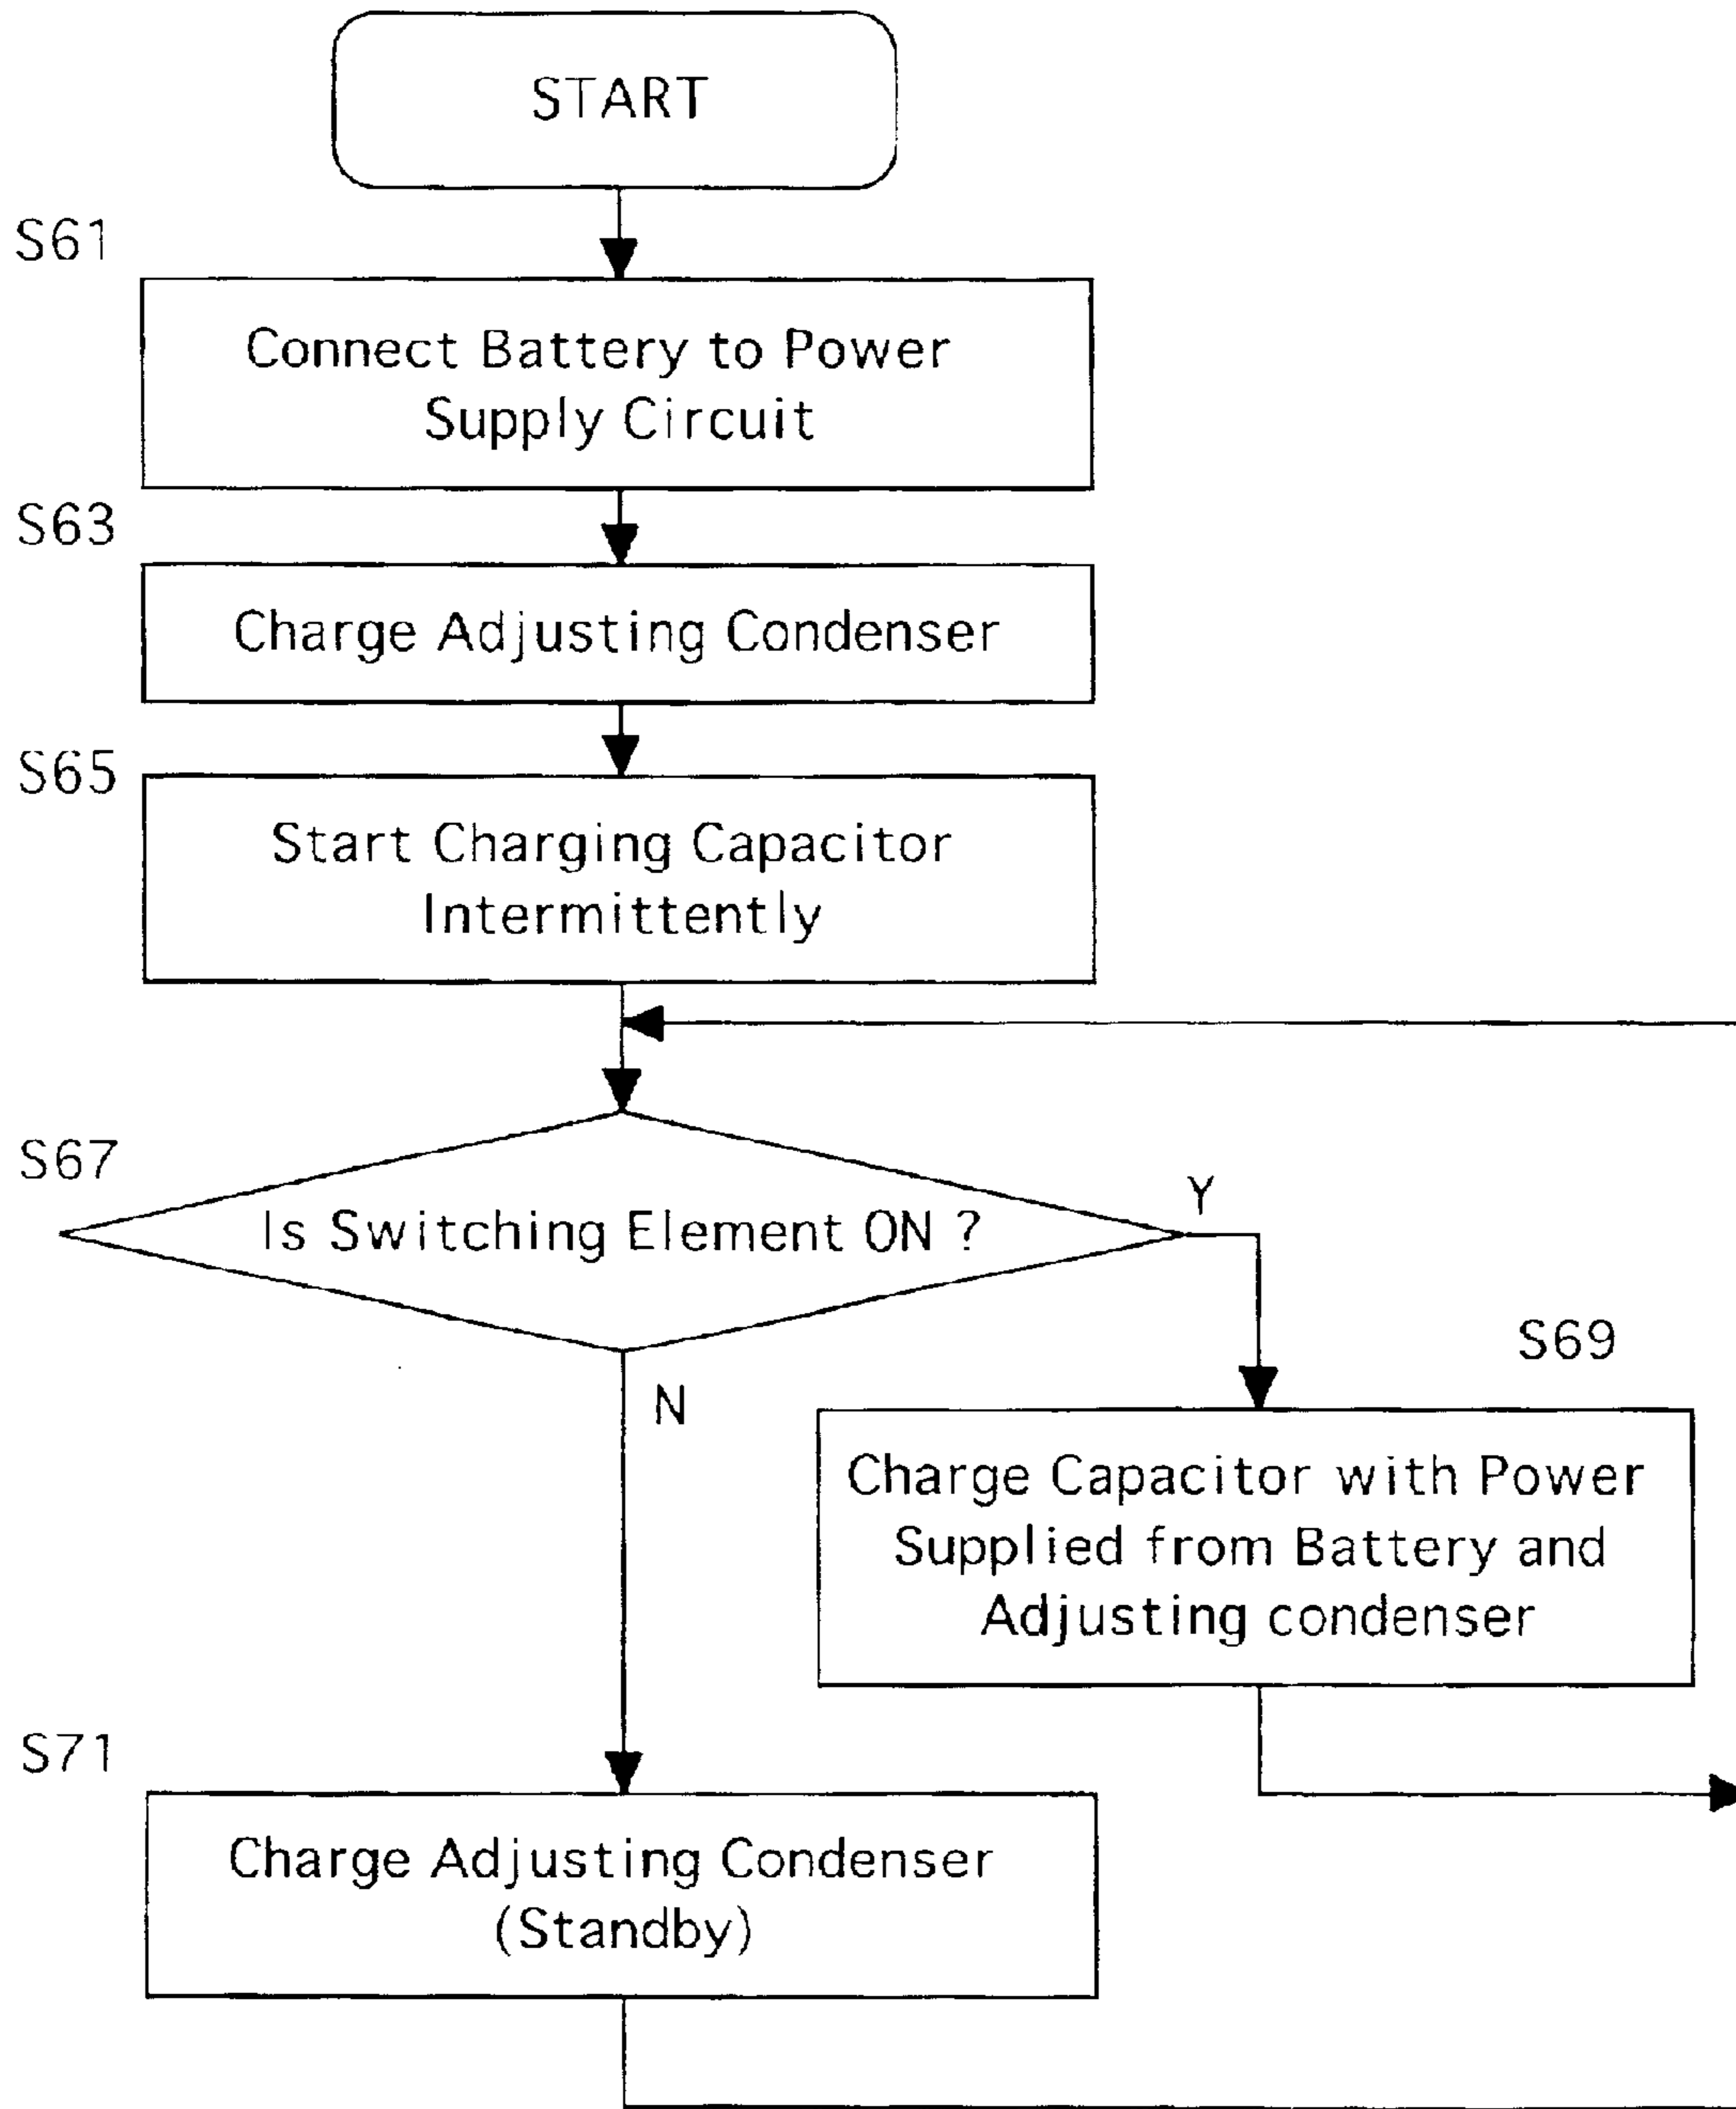 START
S61
Connect Battery to Power
Supply Circuit
S63
Charge Adjusting Condenser
S65
Start Charging Capacitor
Intermittently
S67
Is Switching Element ON ?
Y
N
S69
Charge Capacitor with Power
Supplied from Battery and
Adjusting condenser
S71
Charge Adjusting Condenser
(Standby)